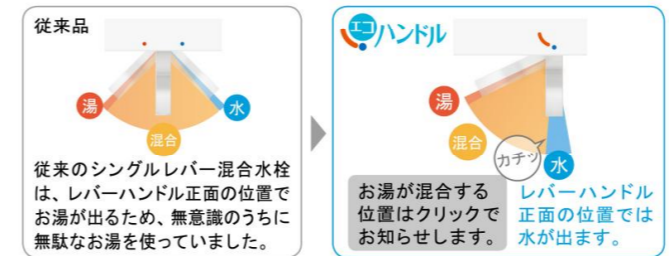 従来品
湯
水
混合
従来のシングルレバー混合水栓
は、レバーハンドル正面の位置で
お湯が出るため、無意識のうちに
無駄なお湯を使っていました。
エコハンドル
湯
混合
カチッ
水
お湯が混合する
位置はクリックで
お知らせします。
レバーハンドル
正面の位置では
水が出ます。